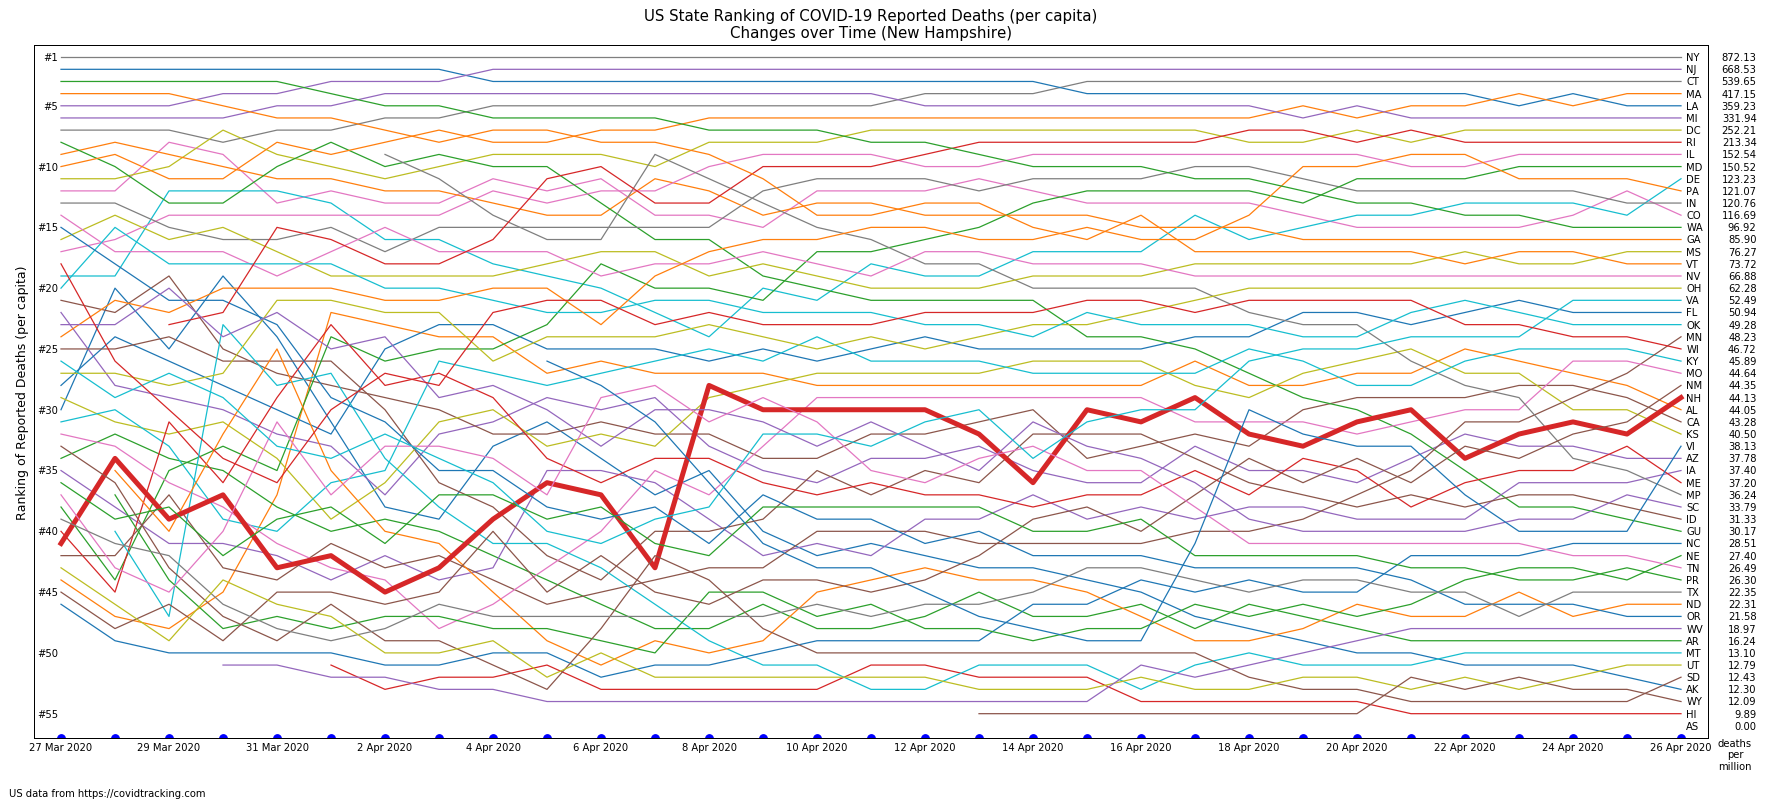 US State Ranking of COVID-19 Reported Deaths (per capita)
Changes over Time (New Hampshire)
Ranking of Reported Deaths (per capita)
#1
#5
#10
#15
#20
#25
#30
#35
#40
#45
#50
#55
NY 872.13
NJ 668.53
CT 539.65
MA 417.15
LA 359.23
MI 331.94
DC 252.21
RI 213.34
IL 152.54
MD 150.52
DE 123.23
PA 121.07
IN 120.76
CO 116.69
WA 96.92
GA 85.90
MS 76.27
VT 73.72
NV 66.88
OH 62.28
VA 52.49
FL 50.94
OK 49.28
MN 48.23
WI 46.72
KY 45.89
MO 44.64
NM 44.35
NH 44.13
AL 44.05
CA 43.28
KS 40.50
VI 38.13
AZ 37.78
IA 37.40
ME 37.20
MP 36.24
SC 33.79
ID 31.33
GU 30.17
NC 28.51
NE 27.40
TN 26.49
PR 26.30
TX 22.35
ND 22.31
OR 21.58
WV 18.97
AR 16.24
MT 13.10
UT 12.79
SD 12.43
AK 12.30
WY 12.09
HI 9.89
AS 0.00
27 Mar 2020 29 Mar 2020 31 Mar 2020 2 Apr 2020 4 Apr 2020 6 Apr 2020 8 Apr 2020 10 Apr 2020 12 Apr 2020 14 Apr 2020 16 Apr 2020 18 Apr 2020 20 Apr 2020 22 Apr 2020 24 Apr 2020 26 Apr 2020
deaths
per
million
US data from https://covidtracking.com